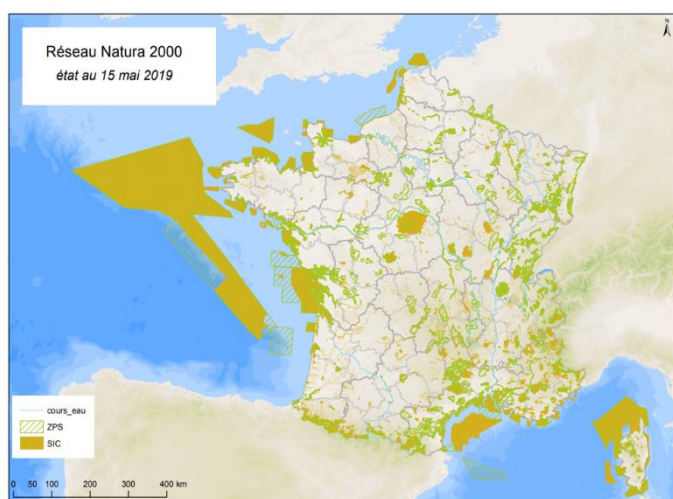 Réseau Natura 2000
état au 15 mai 2019
N
cours_eau
ZPS
SIC
0 50 100 200 300 400 km